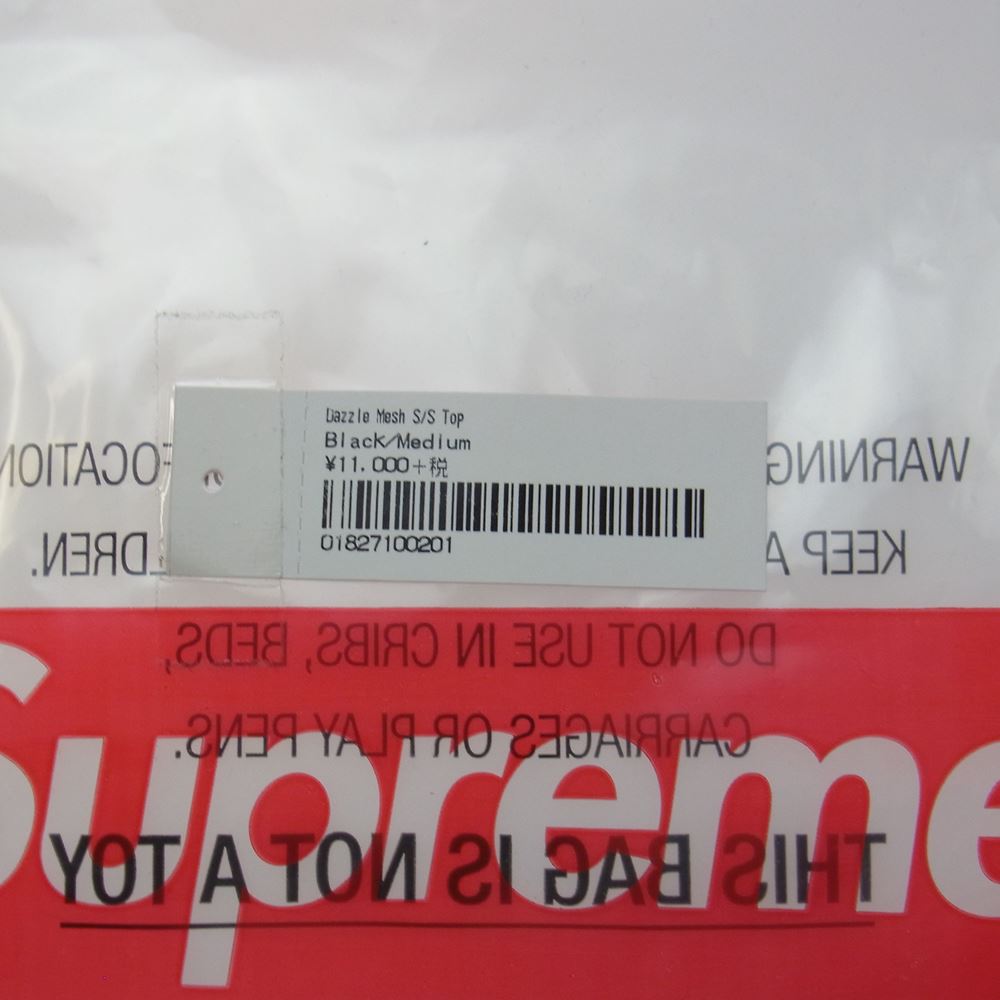 Dazzle Mesh S/S Top
Black/Medium
¥11,000+税
01827100201
WARNING
OCATION
KEEP A
DREN.
DO NOT USE IN CRIBS, BEDS,
CARRIAGES OR PLAY PENS.
THIS BAG IS NOT A TOY
Supreme